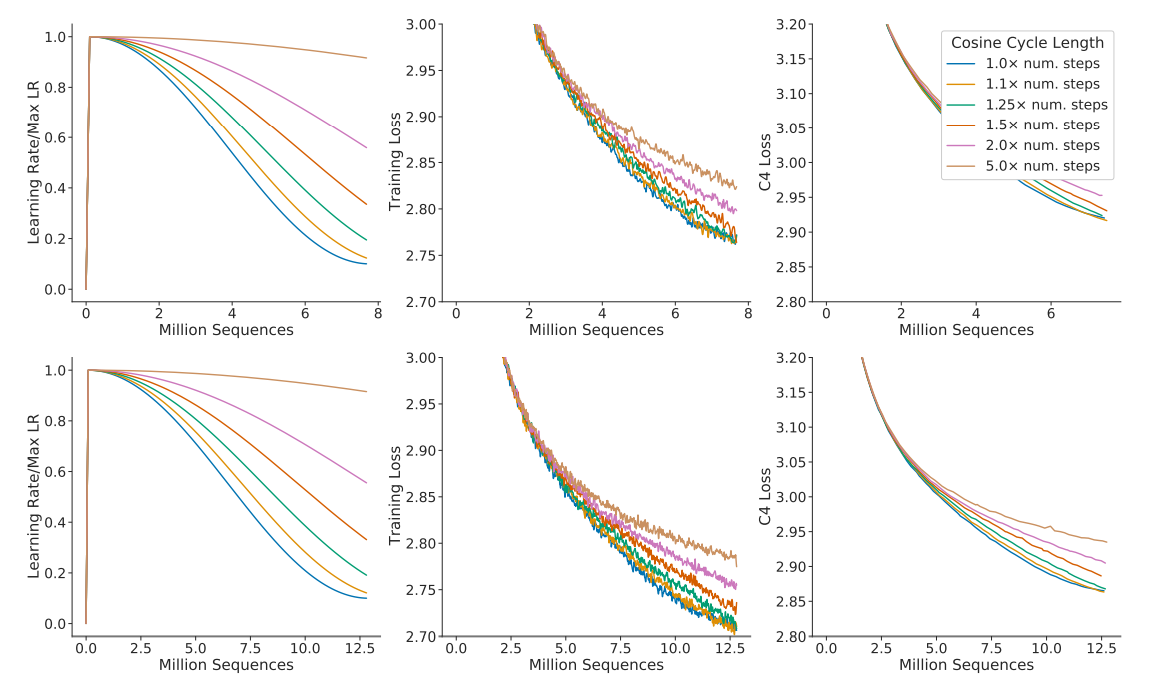 1.0
0.8
0.6
0.4
0.2
0.0
Learning Rate/Max LR
0 2 4 6 8
Million Sequences
3.00
2.95
2.90
2.85
2.80
2.75
2.70
Training Loss
0 2 4 6 8
Million Sequences
3.20
3.15
3.10
3.05
3.00
2.95
2.90
2.85
2.80
C4 Loss
0 2 4 6
Million Sequences
Cosine Cycle Length
1.0× num. steps
1.1× num. steps
1.25× num. steps
1.5× num. steps
2.0× num. steps
5.0× num. steps
1.0
0.8
0.6
0.4
0.2
0.0
Learning Rate/Max LR
0.0 2.5 5.0 7.5 10.0 12.5
Million Sequences
3.00
2.95
2.90
2.85
2.80
2.75
2.70
Training Loss
0.0 2.5 5.0 7.5 10.0 12.5
Million Sequences
3.20
3.15
3.10
3.05
3.00
2.95
2.90
2.85
2.80
C4 Loss
0.0 2.5 5.0 7.5 10.0 12.5
Million Sequences